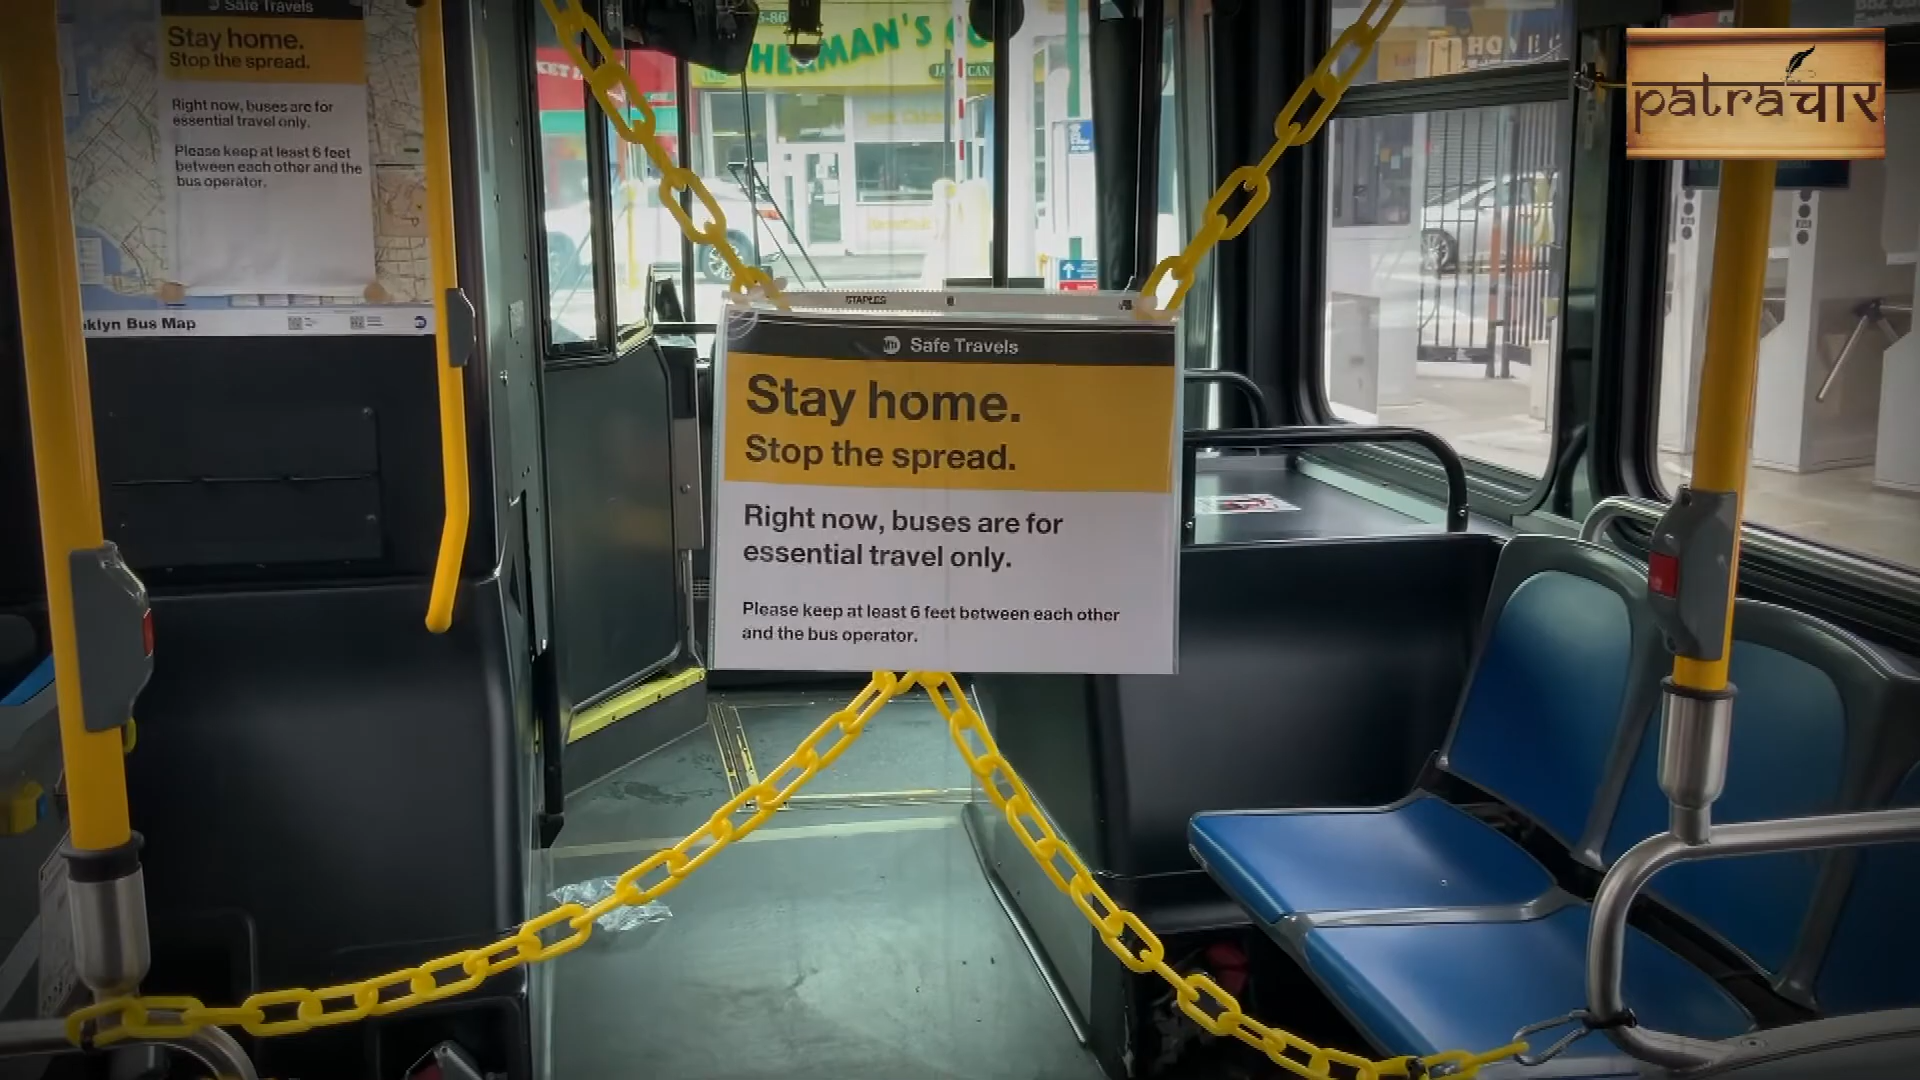 Safe Travels
Stay home.
Stop the spread.
Right now, buses are for
essential travel only.
Please keep at least 6 feet
between each other and the
bus operator.
klyn Bus Map
HERMAN'S
patraचार
STAPLES
Safe Travels
Stay home.
Stop the spread.
Right now, buses are for
essential travel only.
Please keep at least 6 feet between each other
and the bus operator.